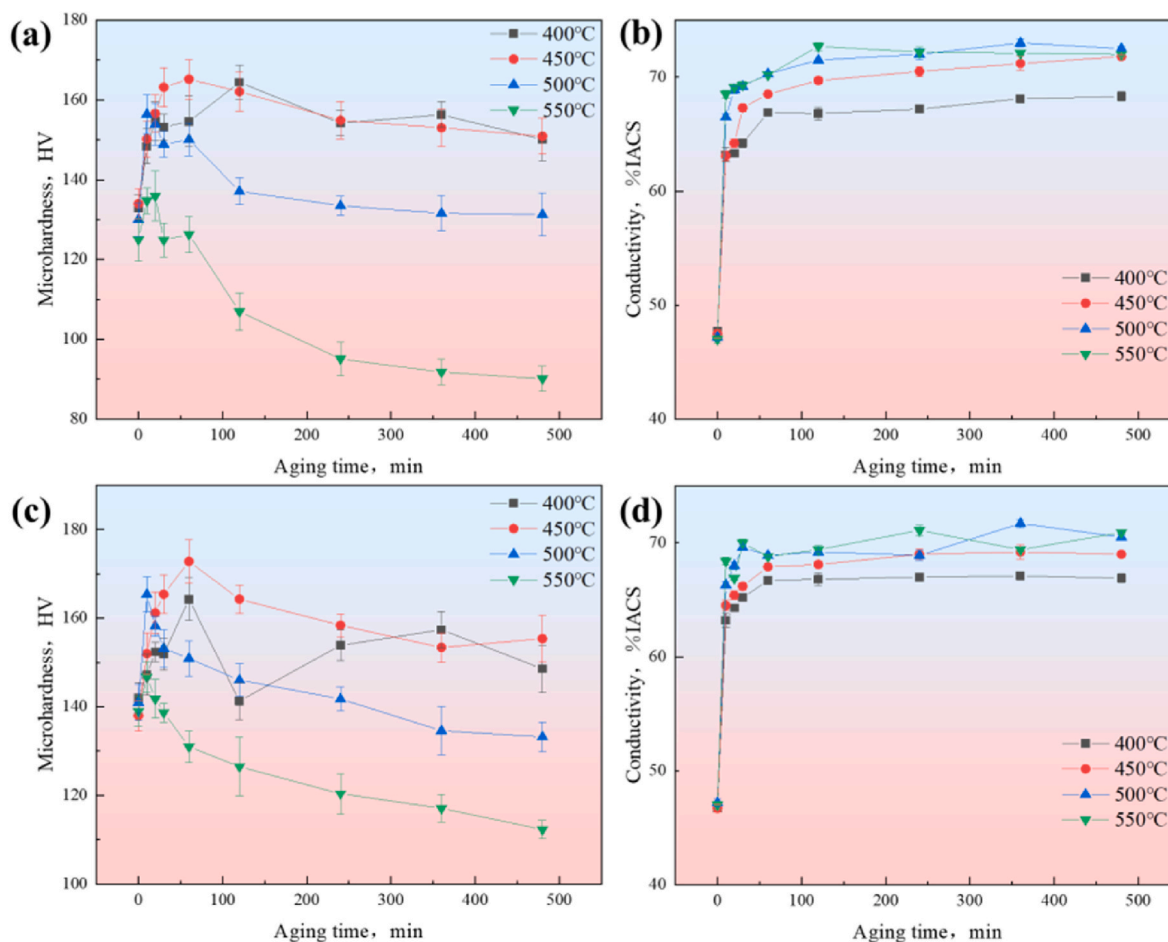 (a)
180
160
140
120
100
80
Microhardness, HV
400℃
450℃
500℃
550℃
0 100 200 300 400 500
Aging time, min
(b)
70
60
50
40
Conductivity, %IACS
400℃
450℃
500℃
550℃
0 100 200 300 400 500
Aging time, min
(c)
180
160
140
120
100
Microhardness, HV
400℃
450℃
500℃
550℃
0 100 200 300 400 500
Aging time, min
(d)
70
60
50
40
Conductivity, %IACS
400℃
450℃
500℃
550℃
0 100 200 300 400 500
Aging time, min